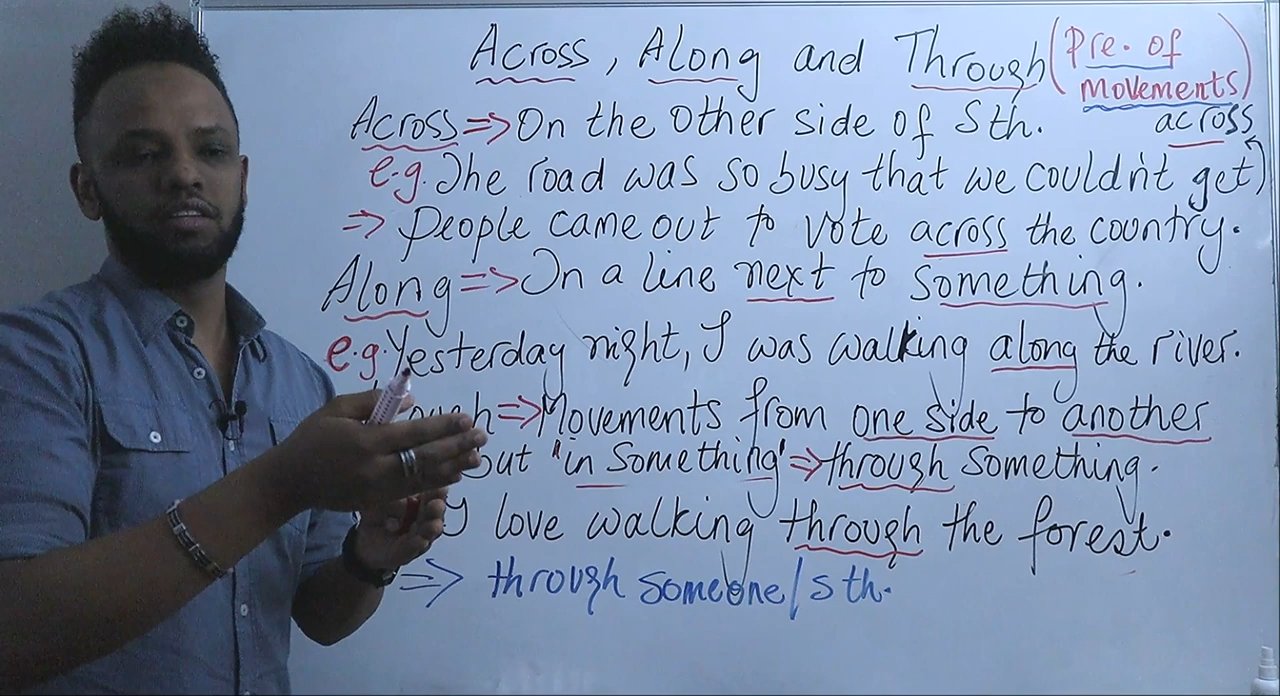 Across, Along and Through (Pre. of
movements)
Across => On the other side of Sth. across
e.g. The road was so busy that we couldn't get
=> People came out to vote across the country.
Along => On a line next to something.
e.g. Yesterday night, I was walking along the river.
=> Movements from one side to another
but "in Something" => through Something.
I love walking through the forest.
=> through someone/sth.